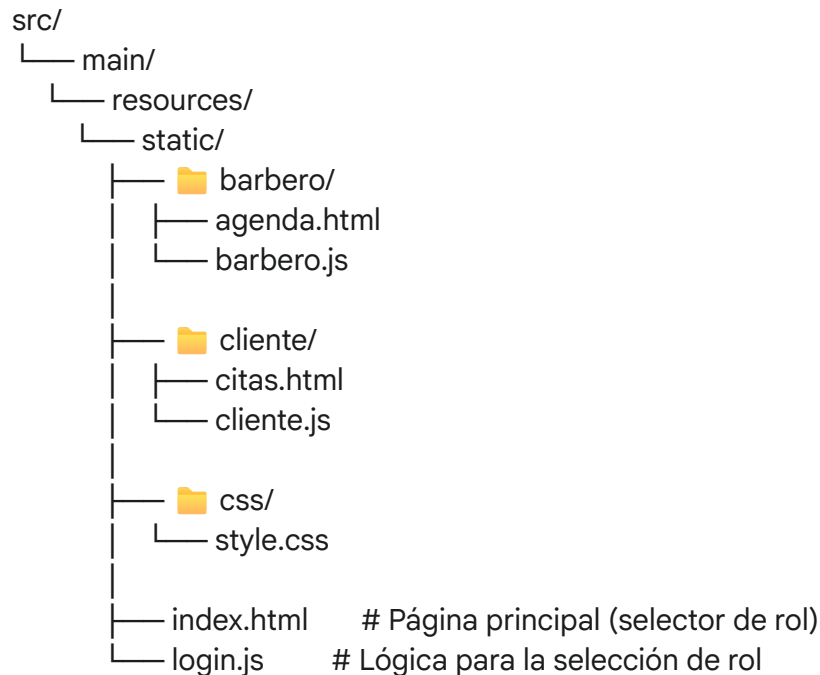 src/
└── main/
└── resources/
└── static/
├── 📁 barbero/
│ ├── agenda.html
│ └── barbero.js
│
├── 📁 cliente/
│ ├── citas.html
│ └── cliente.js
│
├── 📁 css/
│ └── style.css
│
├── index.html # Página principal (selector de rol)
└── login.js # Lógica para la selección de rol